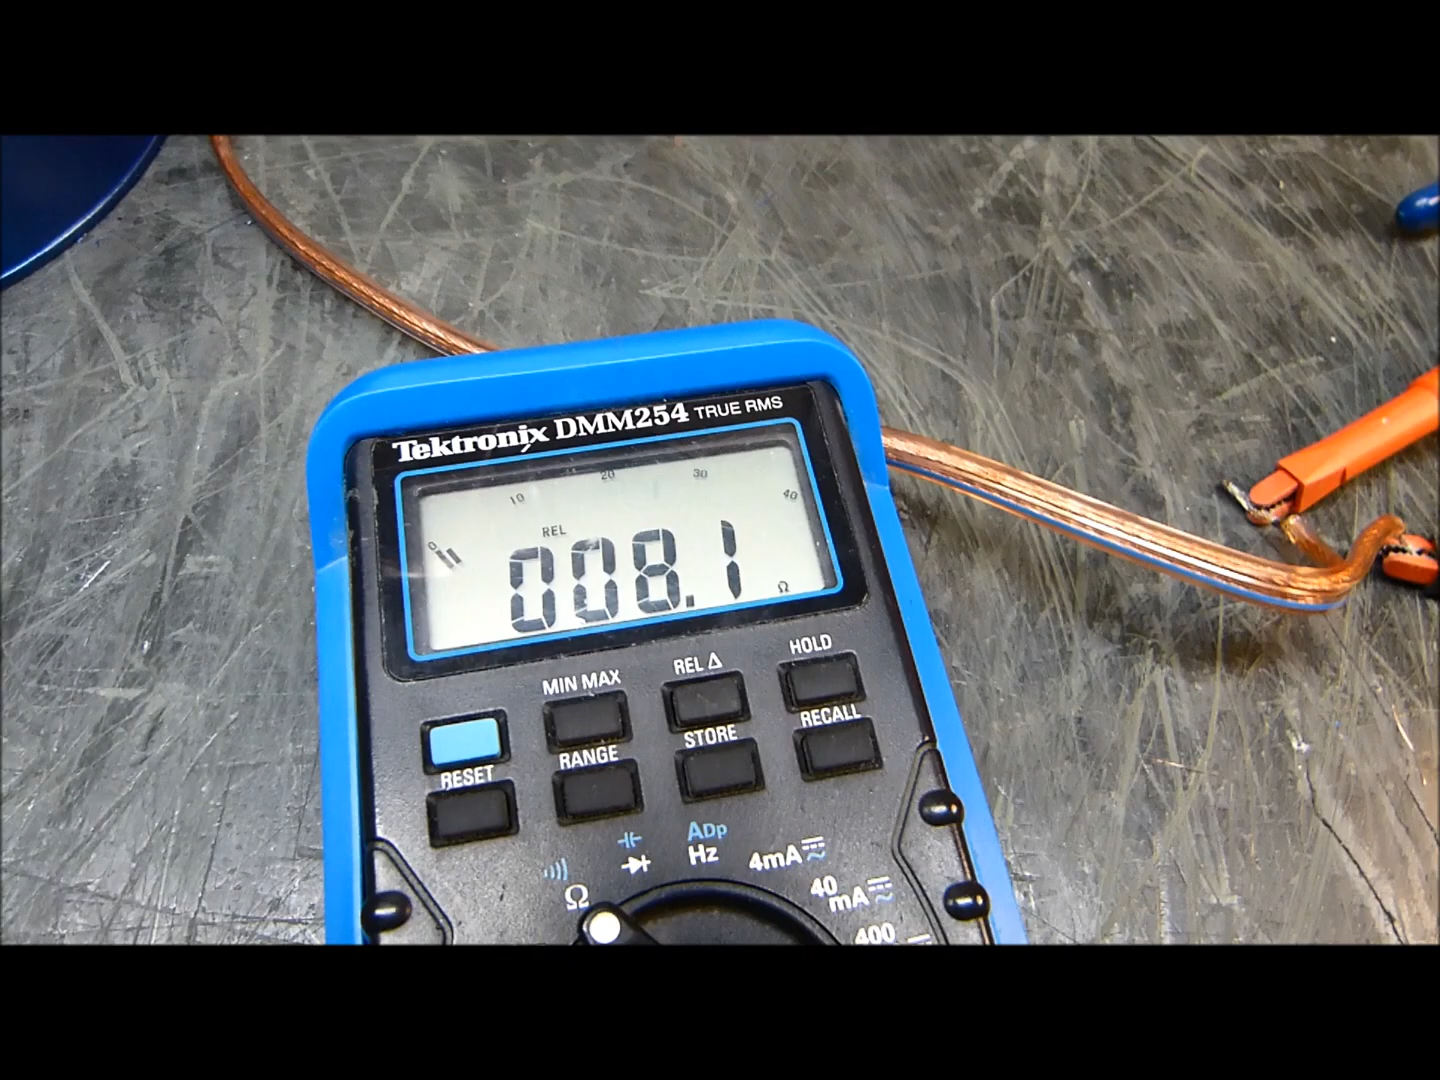 Tektronix DMM254 TRUE RMS
0 10 20 30 40
REL
008.1 Ω
MIN MAX REL Δ HOLD
RESET RANGE STORE RECALL
Ω ADp
Hz 4mA
40 mA
400